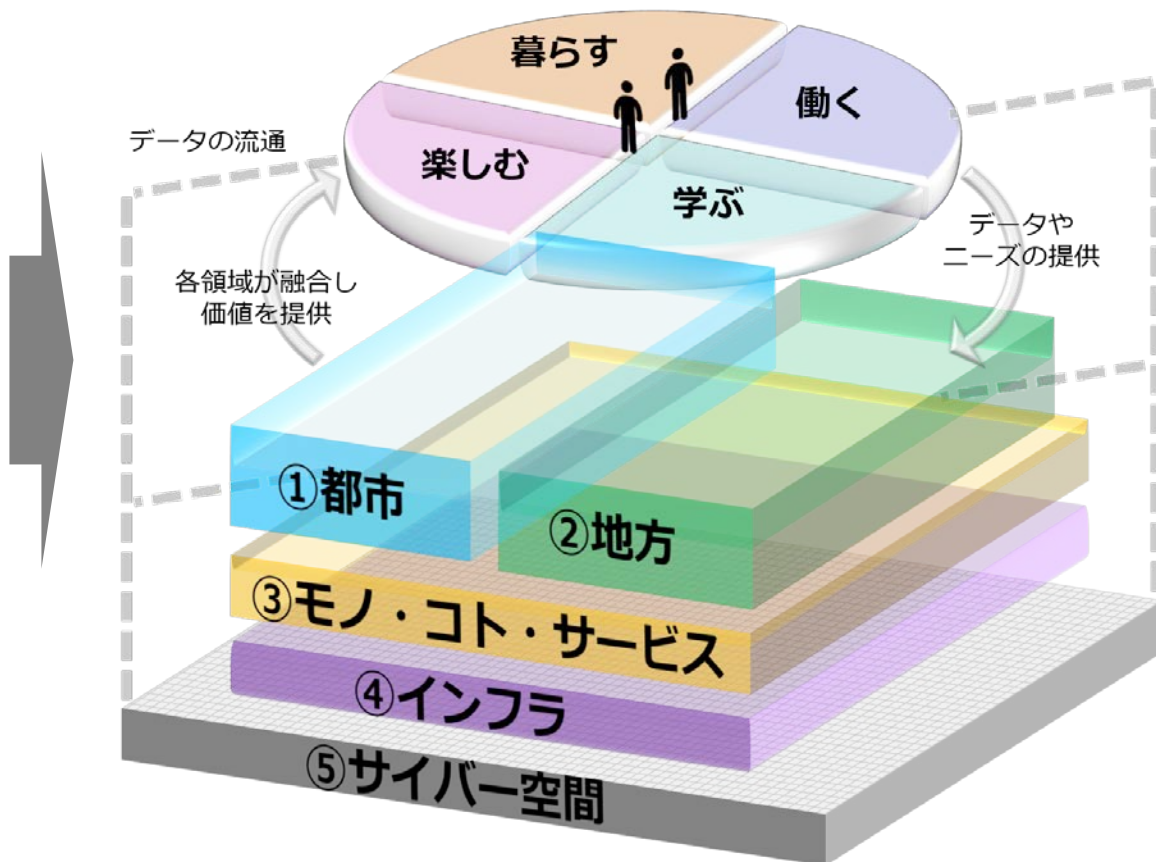 暮らす
働く
楽しむ
学ぶ
データの流通
各領域が融合し
価値を提供
データや
ニーズの提供
①都市
②地方
③モノ・コト・サービス
④インフラ
⑤サイバー空間